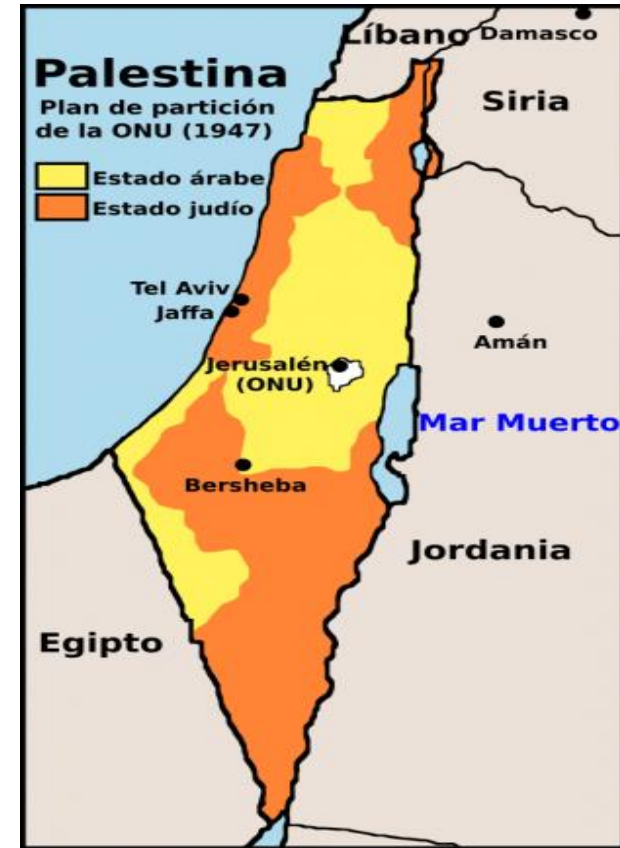 Líbano
Damasco
Palestina
Plan de partición
de la ONU (1947)
Siria
Estado árabe
Estado judío
Tel Aviv
Jaffa
Amán
Jerusalén
(ONU)
Mar Muerto
Bersheba
Jordania
Egipto